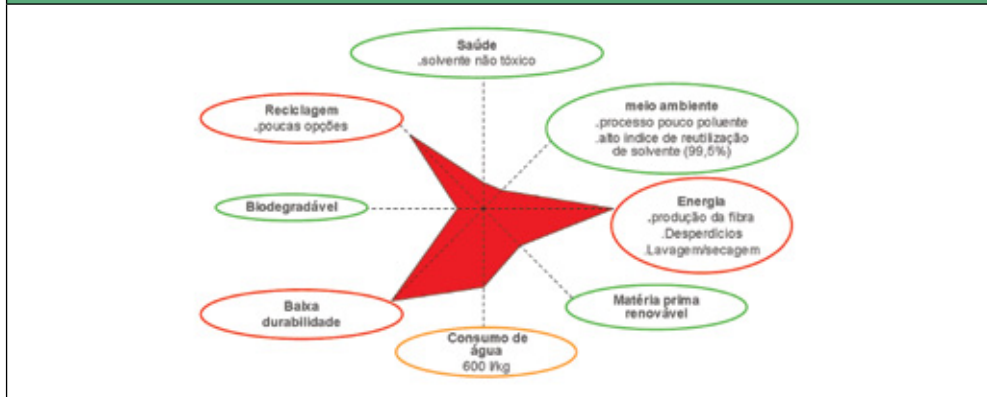 Saúde
.solvente não tóxico
meio ambiente
.processo pouco poluente
.alto índice de reutilização
de solvente (99,5%)
Energia
.produção da fibra
.Desperdícios
.Lavagem/secagem
Matéria prima
renovável
Consumo de
água
600 l/kg
Baixa
durabilidade
Biodegradável
Reciclagem
.poucas opções